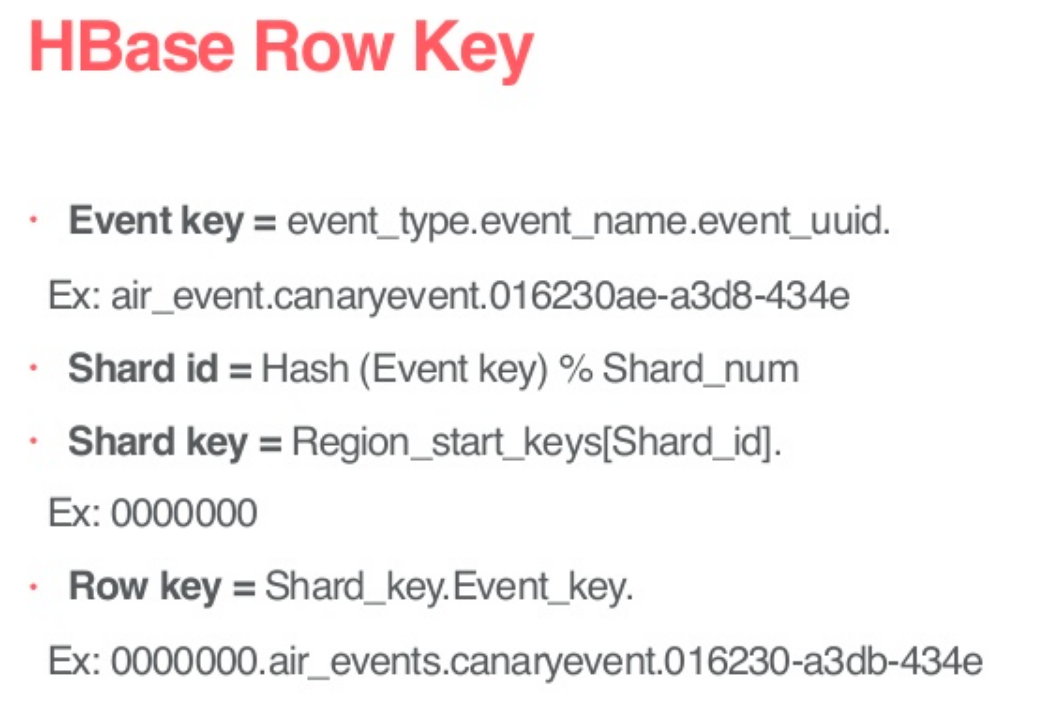 HBase Row Key
· Event key = event_type.event_name.event_uuid.
Ex: air_event.canaryevent.016230ae-a3d8-434e
· Shard id = Hash (Event key) % Shard_num
· Shard key = Region_start_keys[Shard_id].
Ex: 0000000
· Row key = Shard_key.Event_key.
Ex: 0000000.air_events.canaryevent.016230-a3db-434e